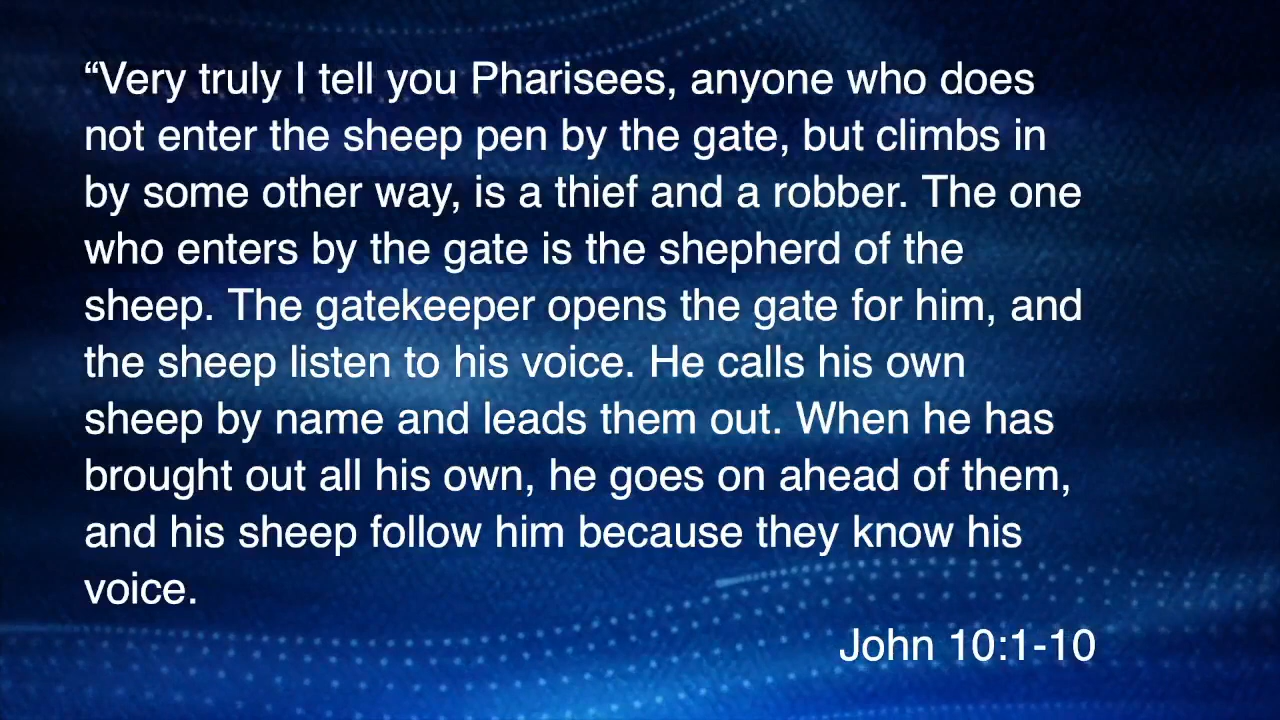 “Very truly I tell you Pharisees, anyone who does
not enter the sheep pen by the gate, but climbs in
by some other way, is a thief and a robber. The one
who enters by the gate is the shepherd of the
sheep. The gatekeeper opens the gate for him, and
the sheep listen to his voice. He calls his own
sheep by name and leads them out. When he has
brought out all his own, he goes on ahead of them,
and his sheep follow him because they know his
voice.
John 10:1-10